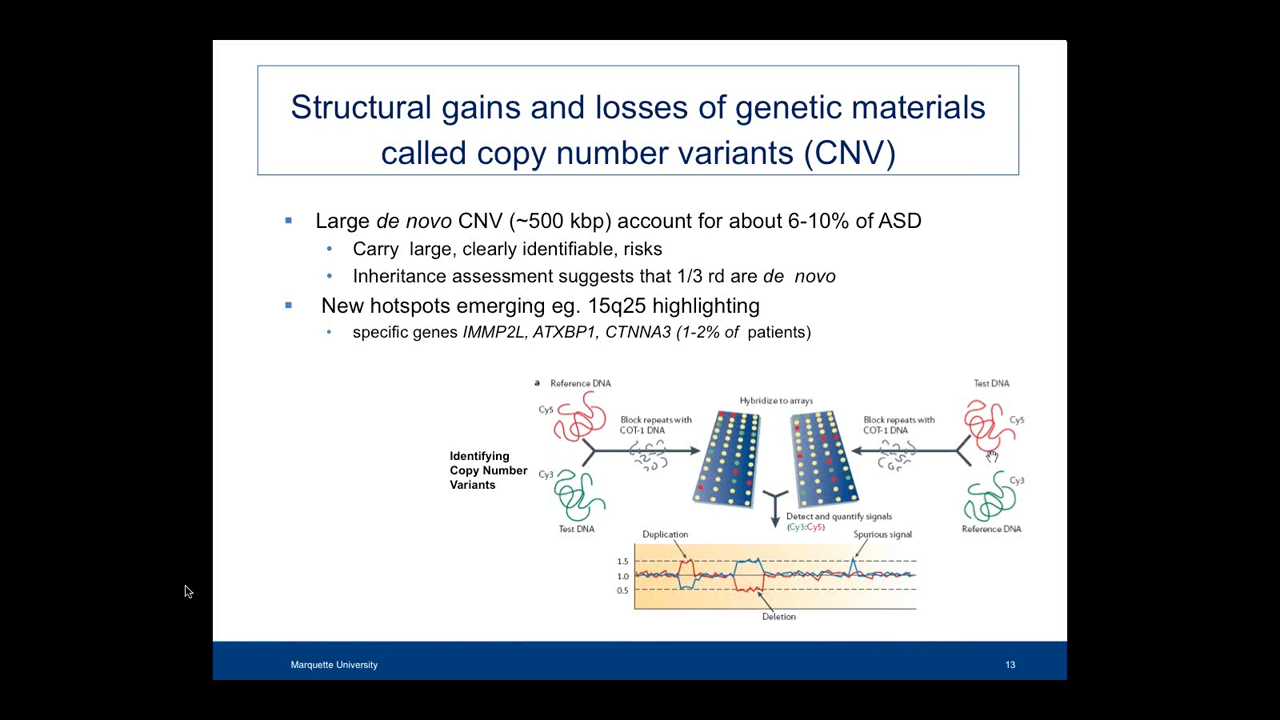 Structural gains and losses of genetic materials
called copy number variants (CNV)
Large de novo CNV (~500 kbp) account for about 6-10% of ASD
Carry large, clearly identifiable, risks
Inheritance assessment suggests that 1/3 rd are de novo
New hotspots emerging eg. 15q25 highlighting
specific genes IMMP2L, ATXBP1, CTNNA3 (1-2% of patients)
a Reference DNA
Test DNA
Hybridize to arrays
Cy5
Block repeats with
COT-1 DNA
Block repeats with
COT-1 DNA
Cy5
Identifying
Copy Number
Variants
Cy3
Test DNA
Cy3
Reference DNA
Detect and quantify signals
(Cy3:Cy5)
Duplication
Spurious signal
1.5
1.0
0.5
Deletion
Marquette University
13